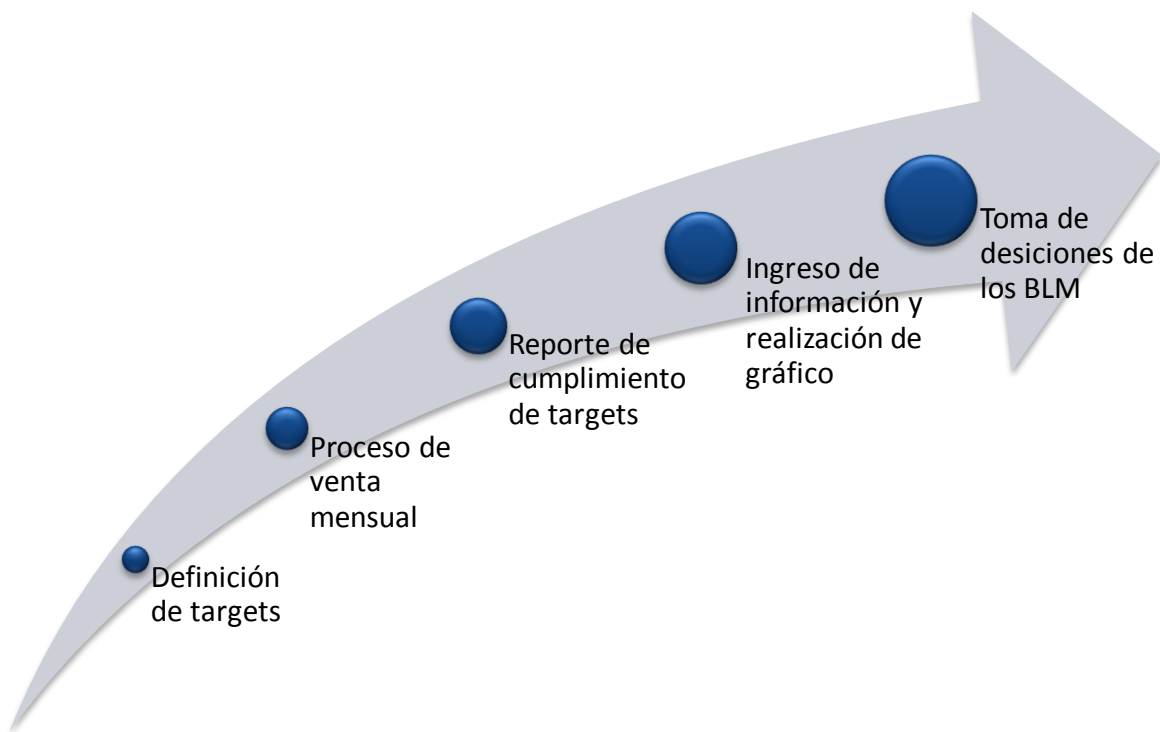 Definición
de targets
Proceso de
venta
mensual
Reporte de
cumplimiento
de targets
Ingreso de
información y
realización de
gráfico
Toma de
desiciones de
los BLM